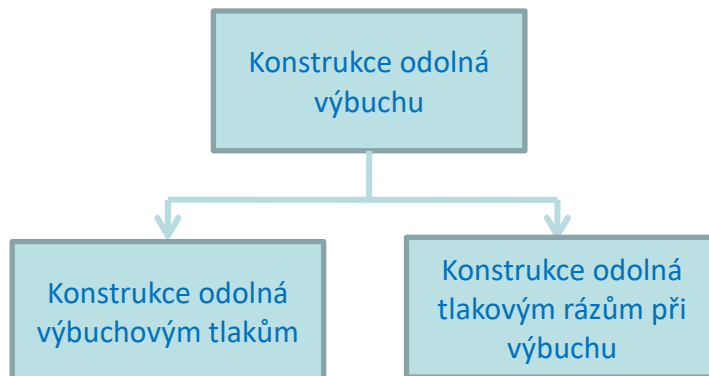 Konstrukce odolná
výbuchu
Konstrukce odolná
výbuchovým tlakům
Konstrukce odolná
tlakovým rázům při
výbuchu